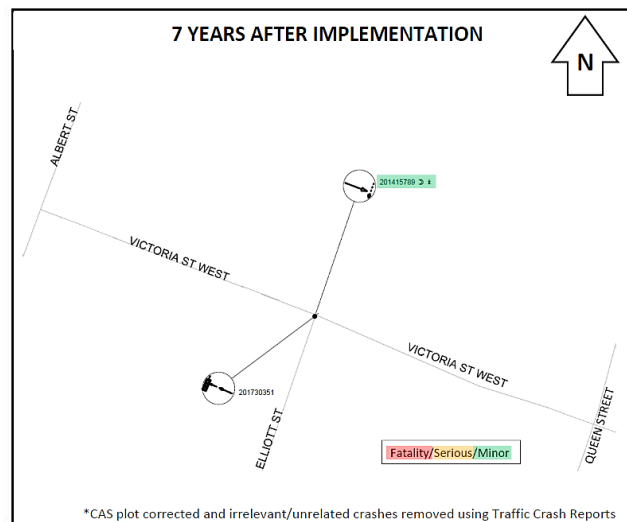 7 YEARS AFTER IMPLEMENTATION
N
ALBERT ST
201415789
VICTORIA ST WEST
VICTORIA ST WEST
201730351
ELLIOTT ST
QUEEN STREET
Fatality/Serious/Minor
*CAS plot corrected and irrelevant/unrelated crashes removed using Traffic Crash Reports